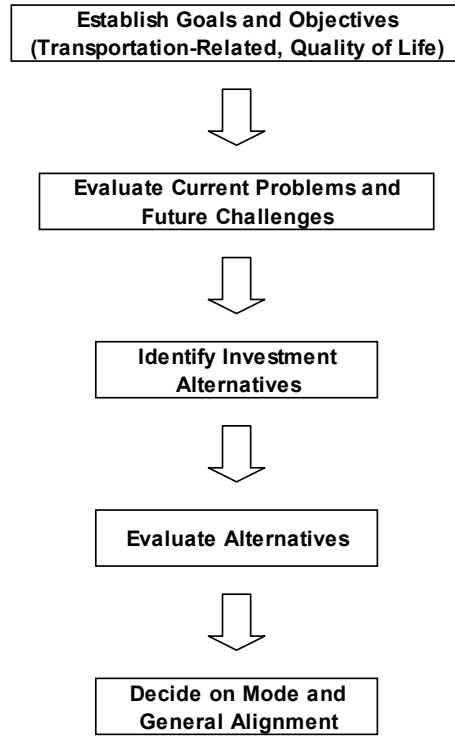 Establish Goals and Objectives
(Transportation-Related, Quality of Life)
Evaluate Current Problems and
Future Challenges
Identify Investment
Alternatives
Evaluate Alternatives
Decide on Mode and
General Alignment